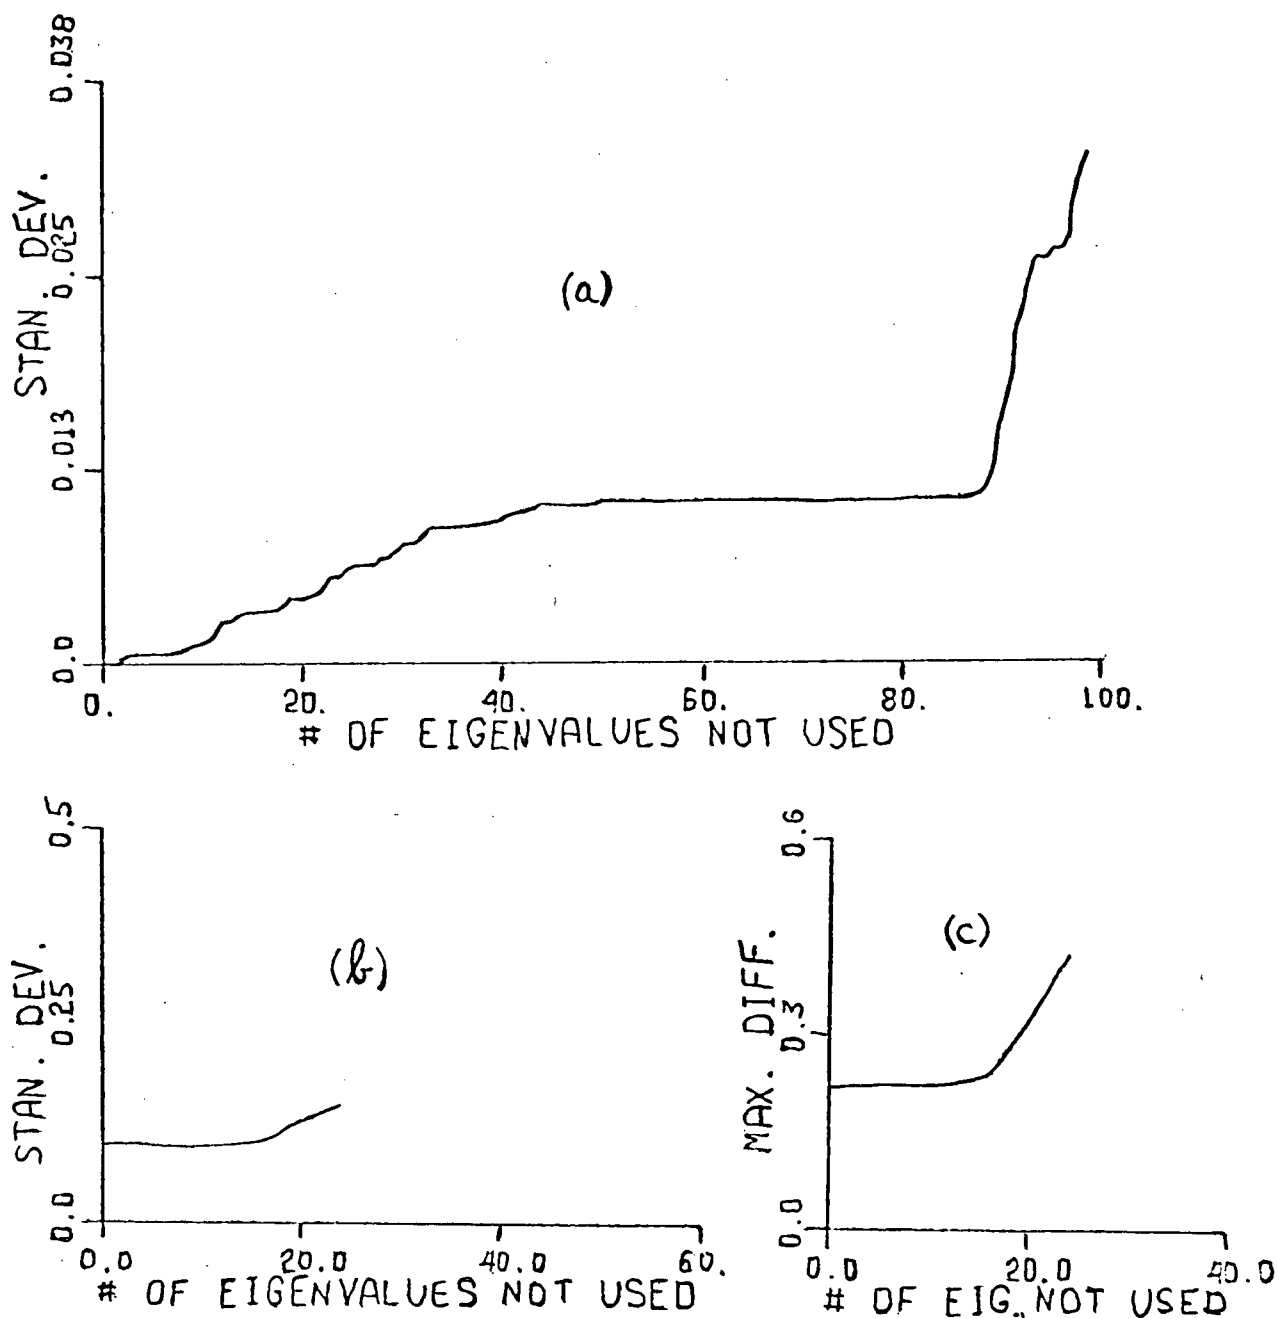 STAN. DEV.
0.038
0.025
0.013
0.0
(a)
0. 20. 40. 60. 80. 100.
# OF EIGENVALUES NOT USED
STAN. DEV.
0.5
0.25
0.0
(b)
0.0 20.0 40.0 60.
# OF EIGENVALUES NOT USED
MAX. DIFF.
0.6
0.3
0.0
(c)
0.0 20.0 40.0
# OF EIG. NOT USED